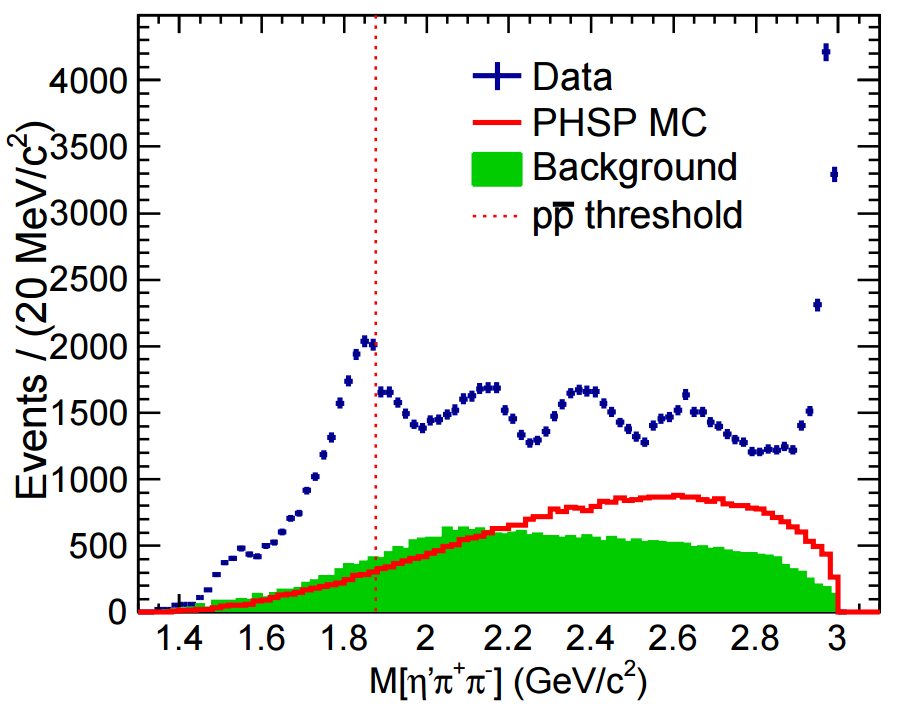 Events / (20 MeV/c²)
4000
3500
3000
2500
2000
1500
1000
500
0
Data
PHSP MC
Background
pp̅ threshold
1.4 1.6 1.8 2 2.2 2.4 2.6 2.8 3
M[η'π⁺π⁻] (GeV/c²)